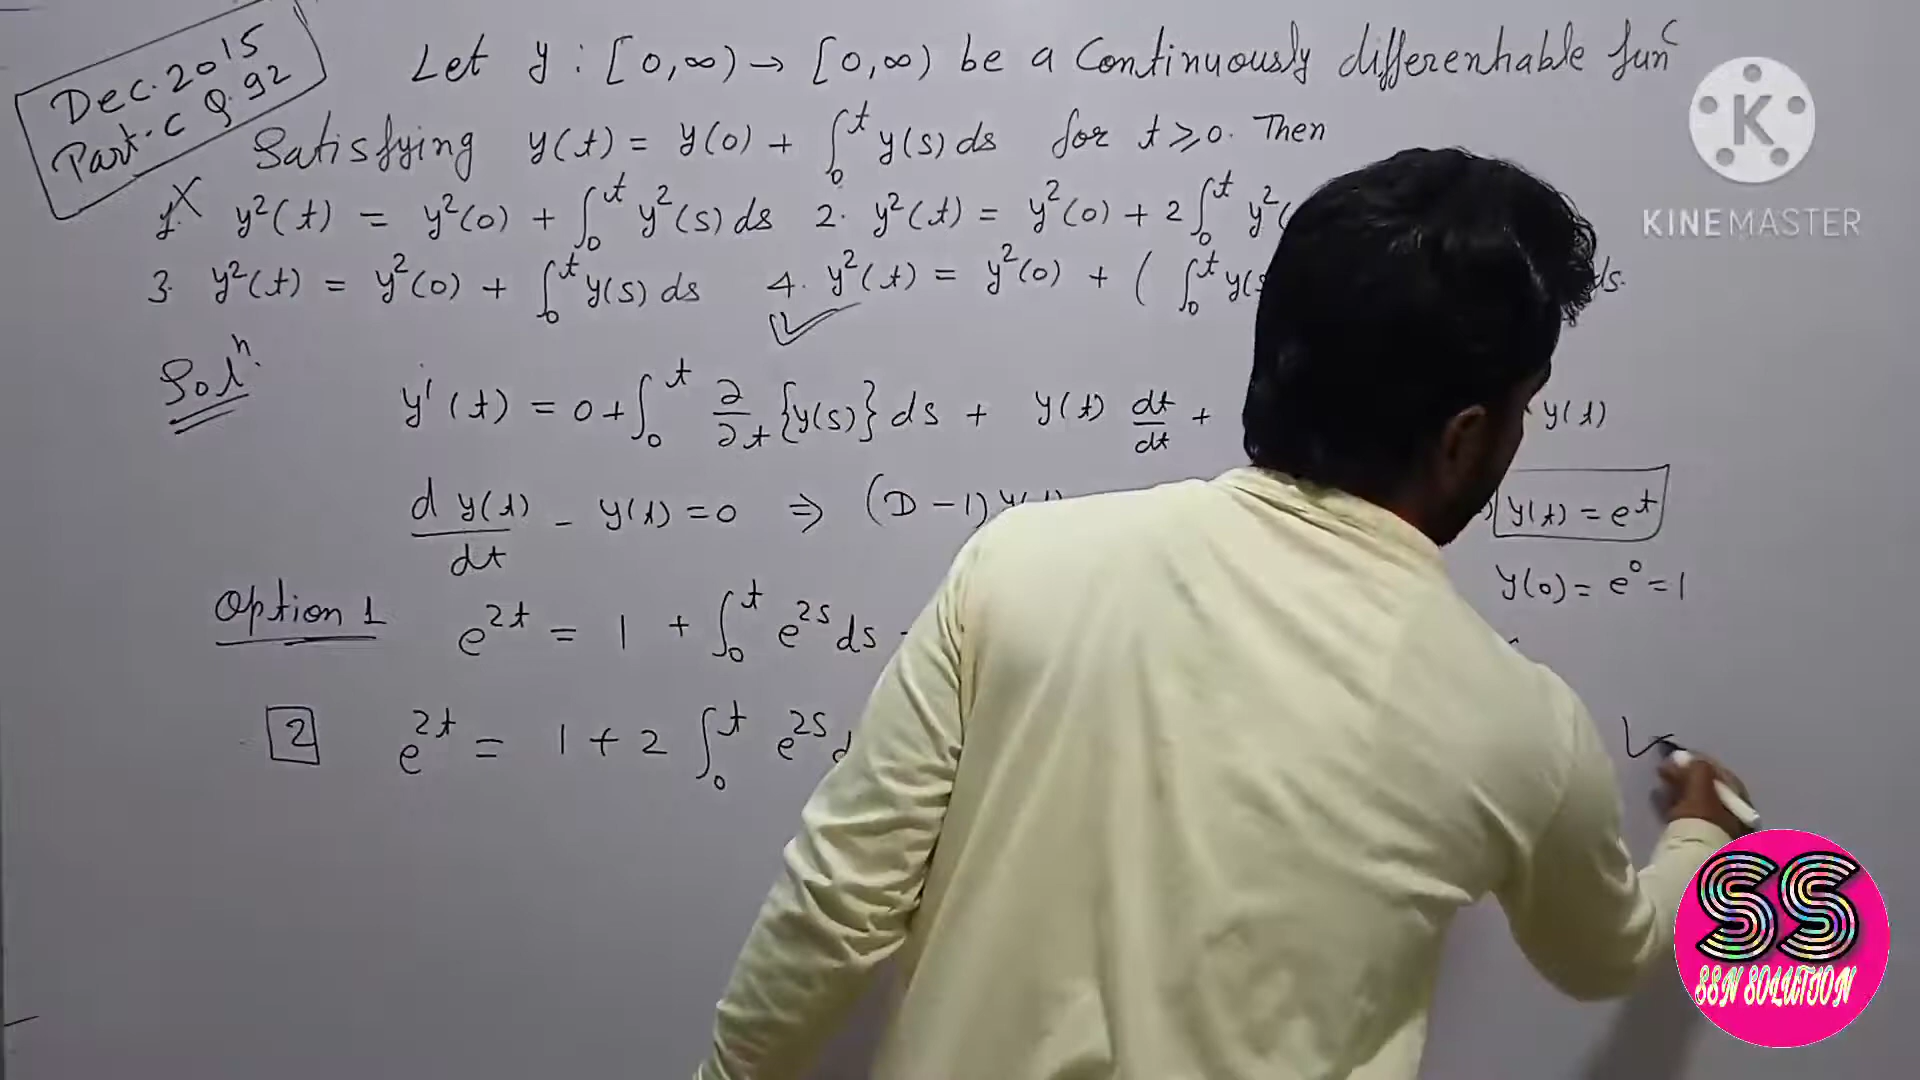 Dec. 2015
Part-C Q.92
Let y : [0,∞) → [0,∞) be a Continuously differentiable funᶜ
Satisfying y(t) = y(0) + ∫₀ᵗ y(s) ds for t ≥ 0. Then
1. y²(t) = y²(0) + ∫₀ᵗ y²(s) ds 2. y²(t) = y²(0) + 2∫₀ᵗ y²(
3. y²(t) = y²(0) + ∫₀ᵗ y(s) ds 4. y²(t) = y²(0) + ( ∫₀ᵗ y(s ds.
Solⁿ.
y'(t) = 0 + ∫₀ᵗ ∂/∂t {y(s)} ds + y(t) dt/dt + y(t)
d y(t)/dt - y(t) = 0 ⇒ (D-1) y(t) y(t) = eᵗ
y(0) = e⁰ = 1
Option 1 e²ᵗ = 1 + ∫₀ᵗ e²ˢ ds
2 e²ᵗ = 1 + 2 ∫₀ᵗ e²ˢ d
K
KINEMASTER
SS
SSN SOLUTION